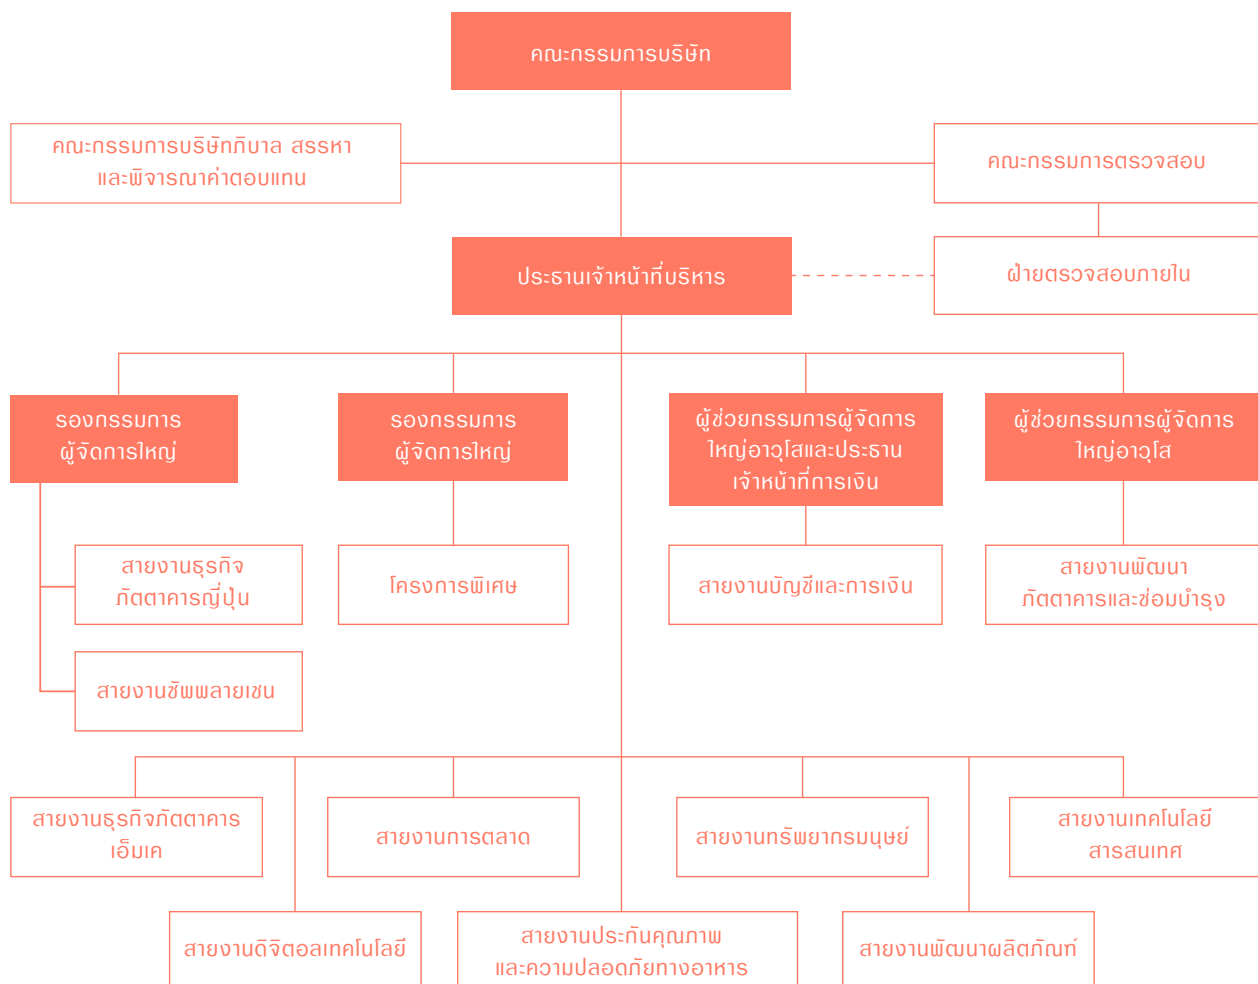 คณะกรรมการบริษัท
คณะกรรมการบริษัทภิบาล สรรหา
และพิจารณาค่าตอบแทน
คณะกรรมการตรวจสอบ
ประธานเจ้าหน้าที่บริหาร
ฝ่ายตรวจสอบภายใน
รองกรรมการ
ผู้จัดการใหญ่
รองกรรมการ
ผู้จัดการใหญ่
ผู้ช่วยกรรมการผู้จัดการ
ใหญ่อาวุโสและประธาน
เจ้าหน้าที่การเงิน
ผู้ช่วยกรรมการผู้จัดการ
ใหญ่อาวุโส
สายงานธุรกิจ
ภัตตาคารญี่ปุ่น
โครงการพิเศษ
สายงานบัญชีและการเงิน
สายงานพัฒนา
ภัตตาคารและซ่อมบำรุง
สายงานซัพพลายเชน
สายงานธุรกิจภัตตาคาร
เอ็มเค
สายงานการตลาด
สายงานทรัพยากรมนุษย์
สายงานเทคโนโลยี
สารสนเทศ
สายงานดิจิตอลเทคโนโลยี
สายงานประกันคุณภาพ
และความปลอดภัยทางอาหาร
สายงานพัฒนาผลิตภัณฑ์